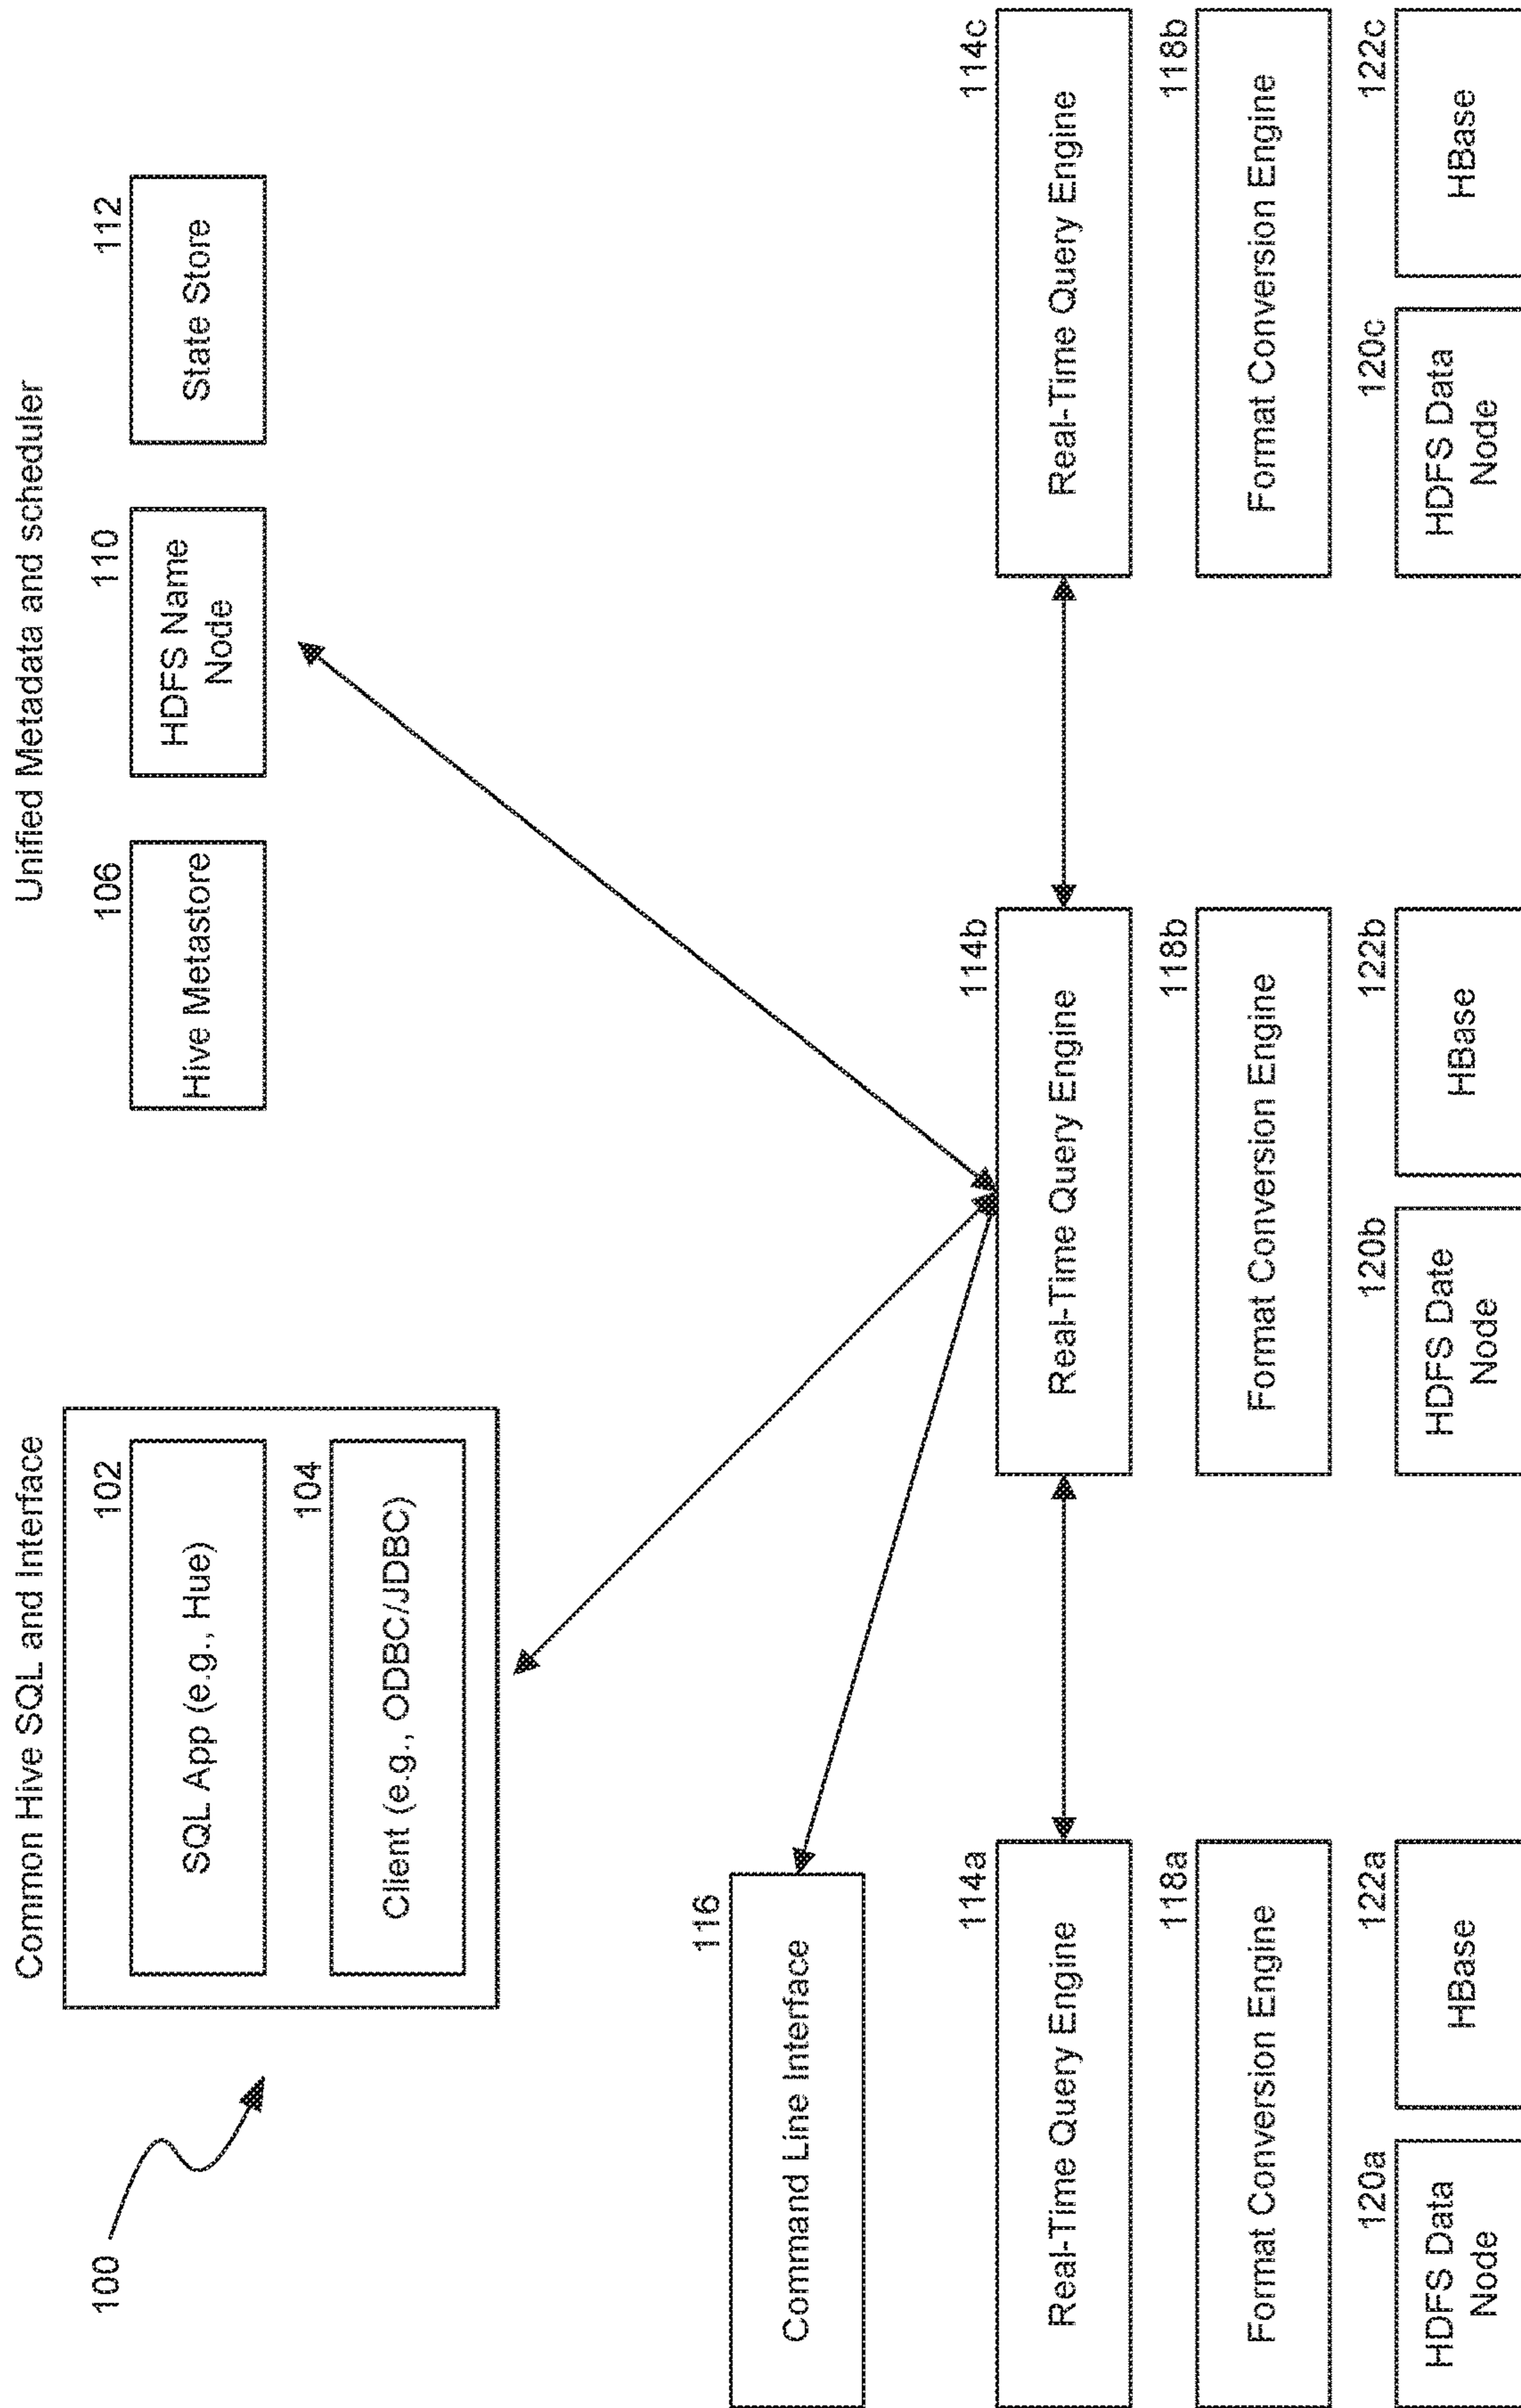 Common Hive SQL and Interface
Unified Metadata and scheduler
100
102
SQL App (e.g., Hue)
104
Client (e.g., ODBC/JDBC)
106
Hive Metastore
110
HDFS Name
Node
112
State Store
116
Command Line Interface
114a
Real-Time Query Engine
114b
Real-Time Query Engine
114c
Real-Time Query Engine
118a
Format Conversion Engine
118b
Format Conversion Engine
118b
Format Conversion Engine
120a
HDFS Data
Node
122a
HBase
120b
HDFS Date
Node
122b
HBase
120c
HDFS Data
Node
122c
HBase